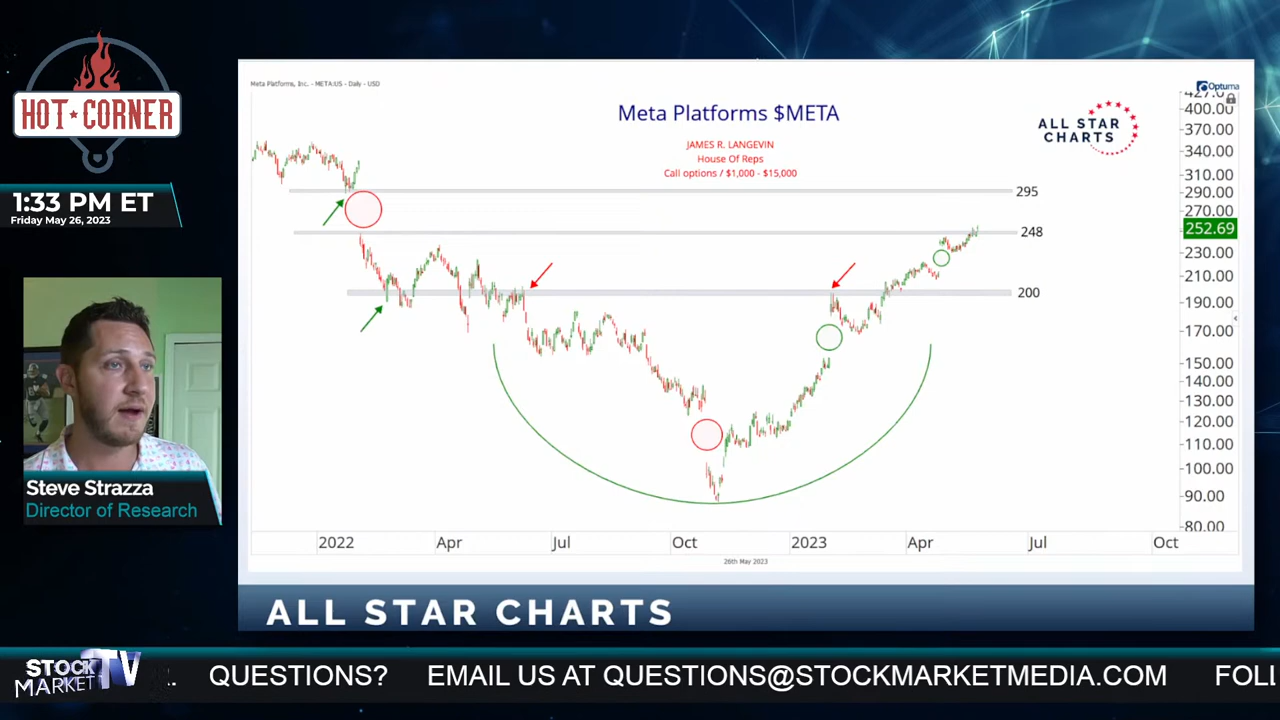 HOT★CORNER
1:33 PM ET
Friday May 26, 2023
Steve Strazza
Director of Research
Meta Platforms, Inc. - META:US - Daily - USD
Optuma
Meta Platforms $META
JAMES R. LANGEVIN
House Of Reps
Call options / $1,000 - $15,000
ALL STAR
CHARTS
295
248
200
427.0
400.00
370.00
340.00
310.00
290.00
270.00
252.69
230.00
210.00
190.00
170.00
150.00
140.00
130.00
120.00
110.00
100.00
90.00
80.00
2022 Apr Jul Oct 2023 Apr Jul Oct
26th May 2023
ALL STAR CHARTS
STOCK
MARKET TV
.. QUESTIONS? EMAIL US AT QUESTIONS@STOCKMARKETMEDIA.COM FOLL